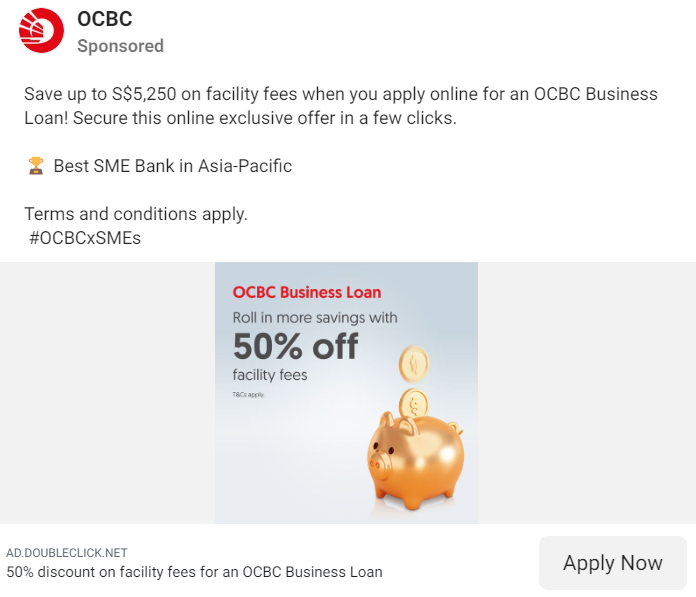 OCBC
Sponsored
Save up to S$5,250 on facility fees when you apply online for an OCBC Business
Loan! Secure this online exclusive offer in a few clicks.
🏆 Best SME Bank in Asia-Pacific
Terms and conditions apply.
#OCBCxSMEs
OCBC Business Loan
Roll in more savings with
50% off
facility fees
T&Cs apply.
AD.DOUBLECLICK.NET
50% discount on facility fees for an OCBC Business Loan
Apply Now